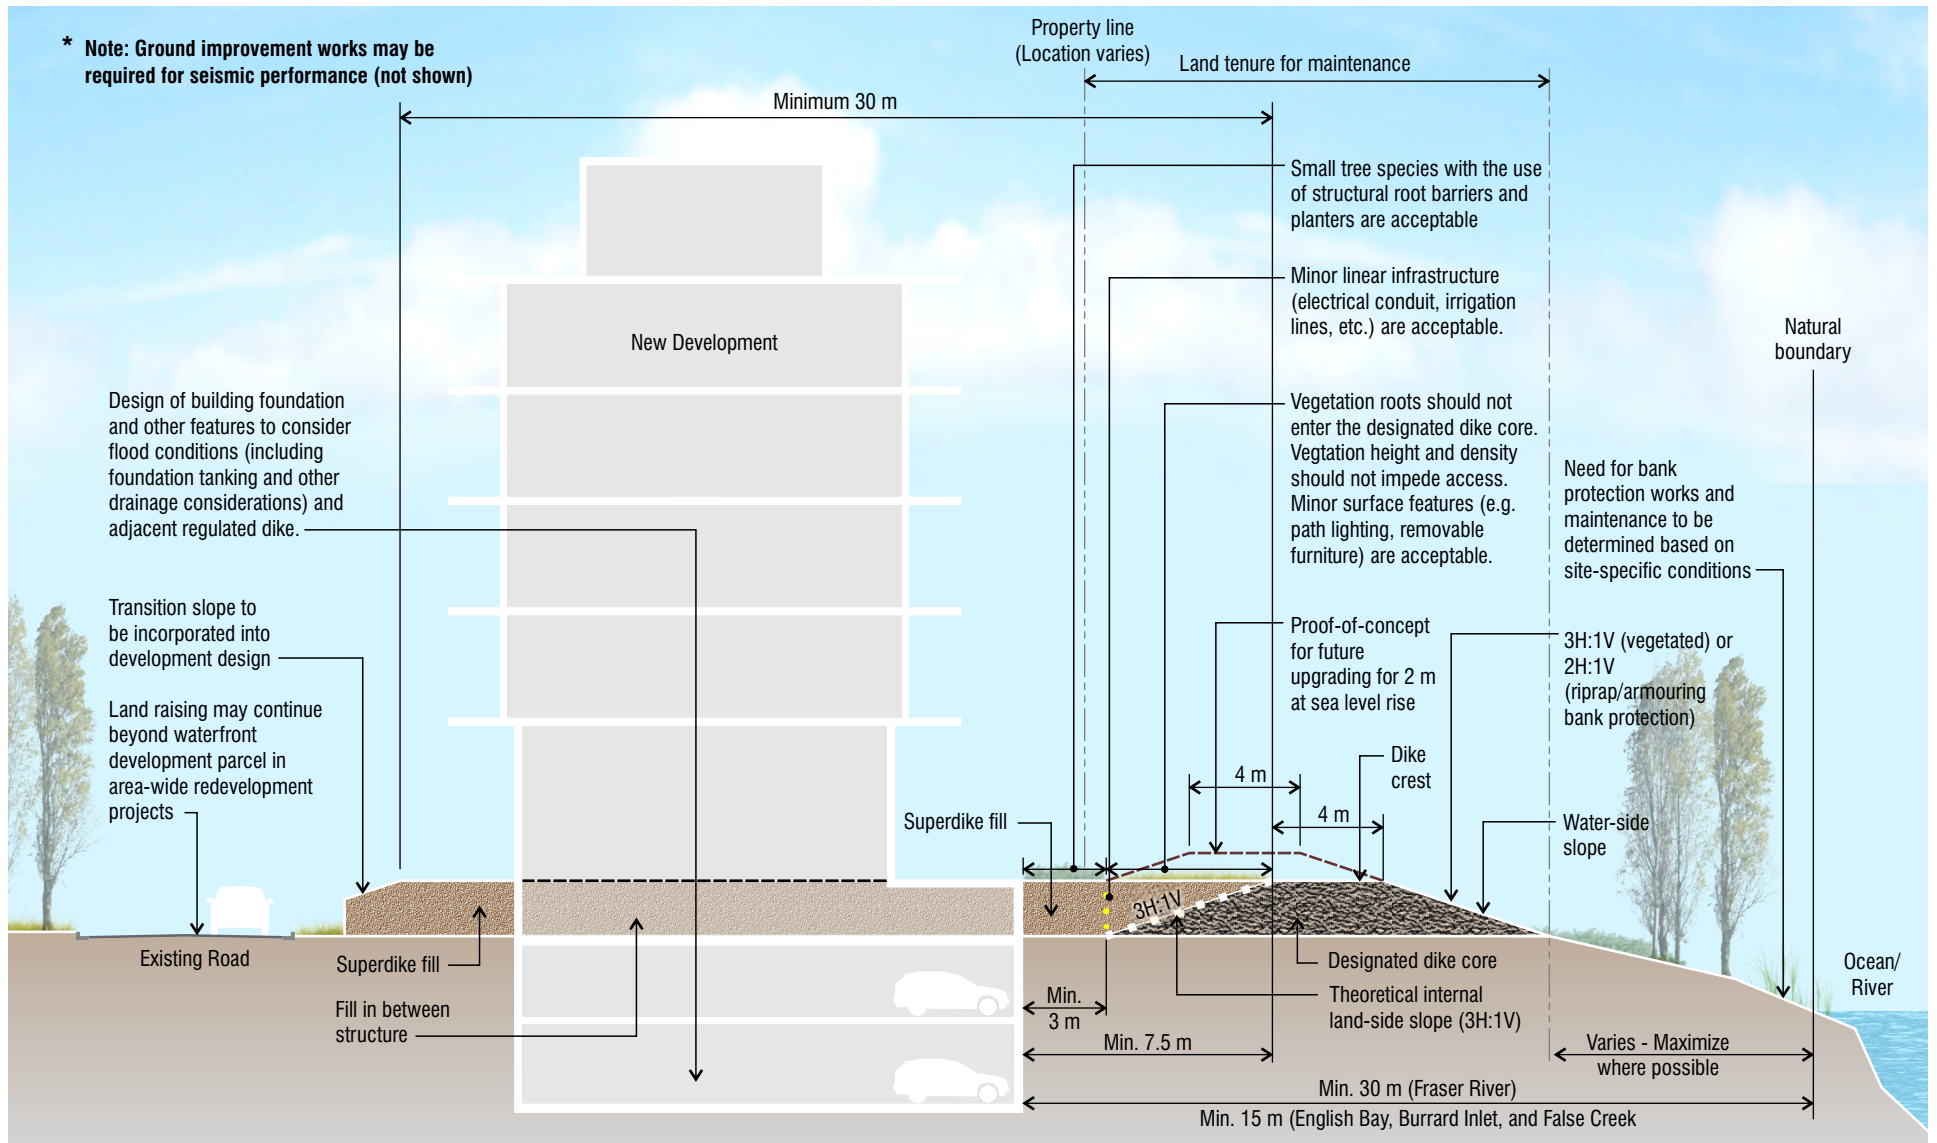 * Note: Ground improvement works may be
required for seismic performance (not shown)
Property line
(Location varies)
Land tenure for maintenance
Minimum 30 m
Small tree species with the use
of structural root barriers and
planters are acceptable
Minor linear infrastructure
(electrical conduit, irrigation
lines, etc.) are acceptable.
New Development
Natural
boundary
Design of building foundation
and other features to consider
flood conditions (including
foundation tanking and other
drainage considerations) and
adjacent regulated dike.
Vegetation roots should not
enter the designated dike core.
Vegtation height and density
should not impede access.
Minor surface features (e.g.
path lighting, removable
furniture) are acceptable.
Need for bank
protection works and
maintenance to be
determined based on
site-specific conditions
Transition slope to
be incorporated into
development design
Proof-of-concept
for future
upgrading for 2 m
at sea level rise
3H:1V (vegetated) or
2H:1V
(riprap/armouring
bank protection)
Land raising may continue
beyond waterfront
development parcel in
area-wide redevelopment
projects
4 m
Dike
crest
4 m
Superdike fill
Water-side
slope
3H:1V
Existing Road
Superdike fill
Designated dike core
Ocean/
River
Fill in between
structure
Min.
3 m
Theoretical internal
land-side slope (3H:1V)
Min. 7.5 m
Varies - Maximize
where possible
Min. 30 m (Fraser River)
Min. 15 m (English Bay, Burrard Inlet, and False Creek